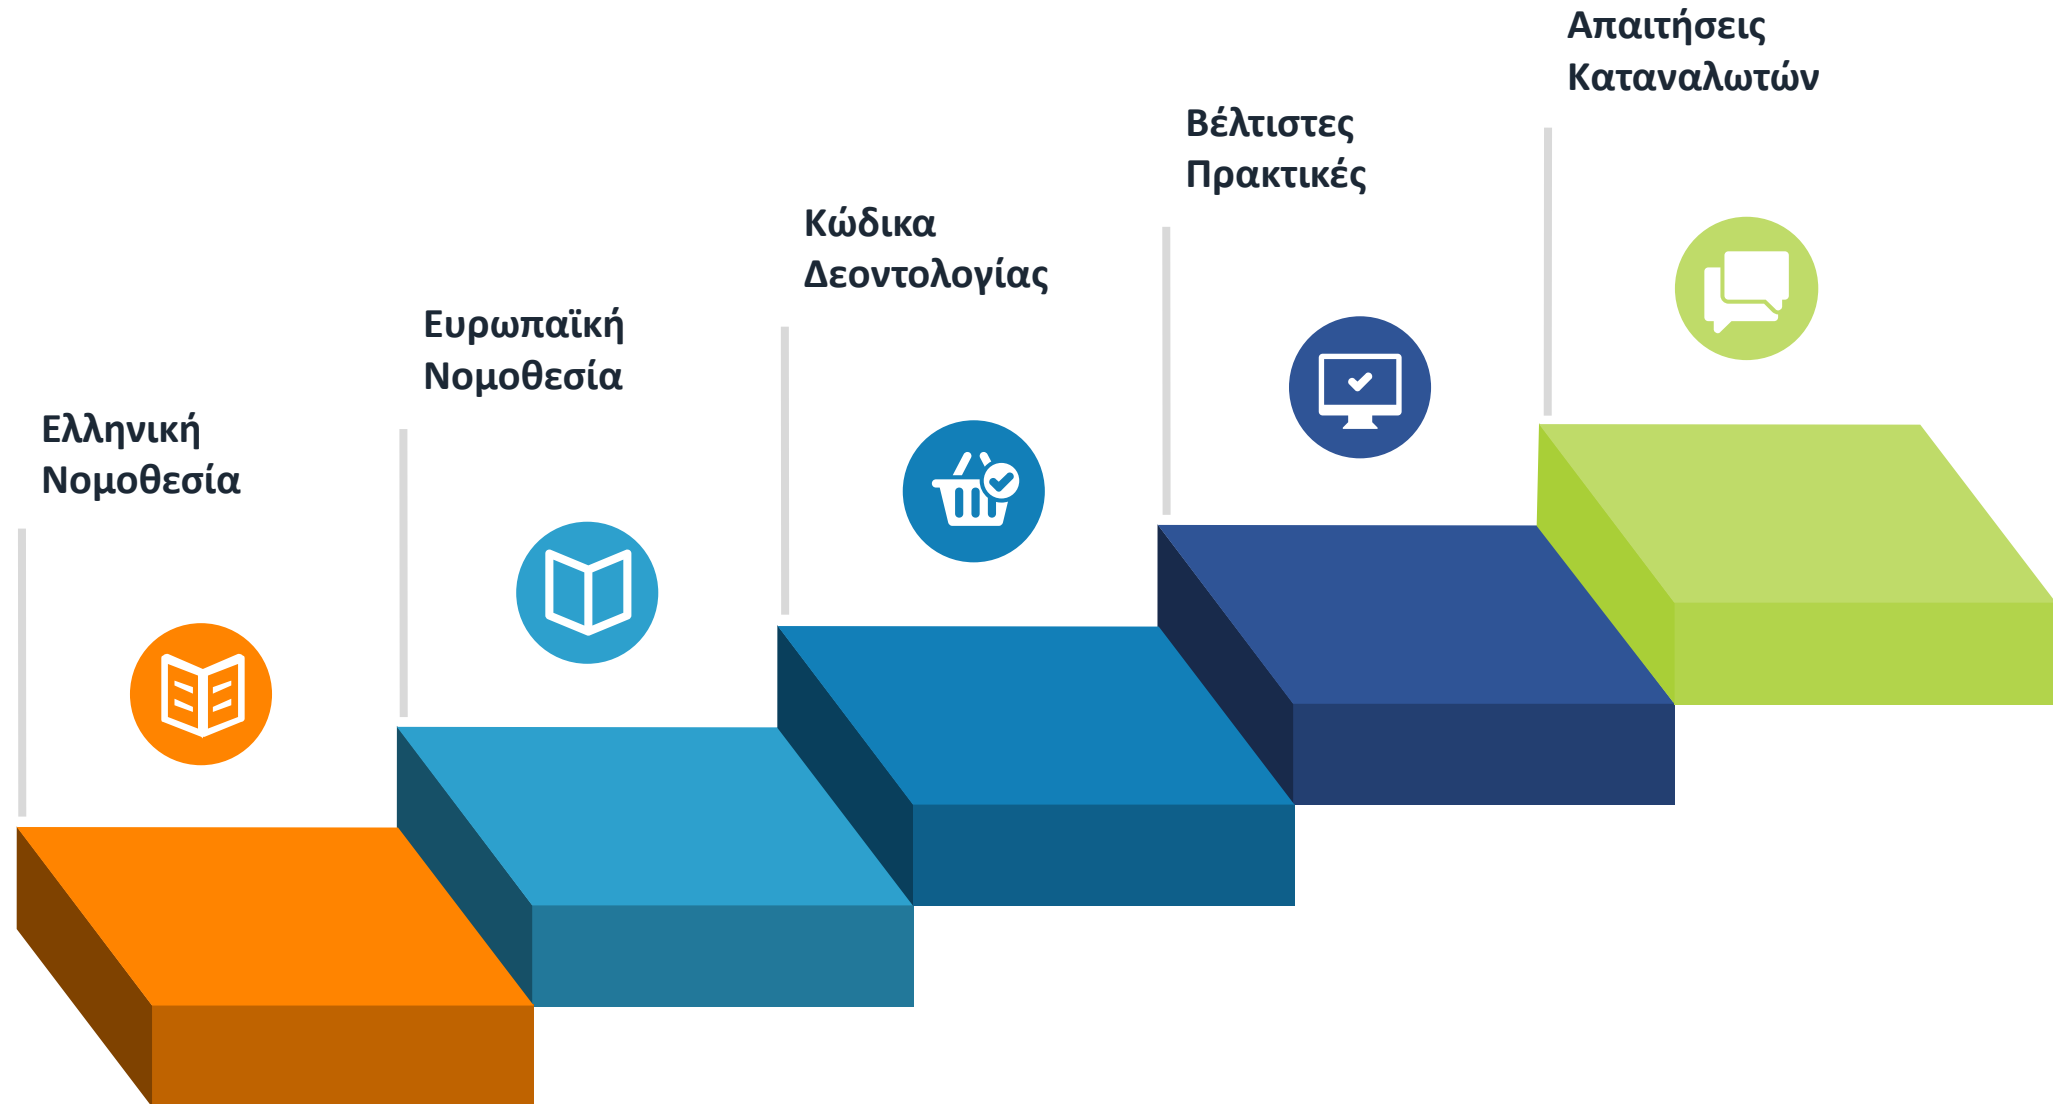 Ελληνική
Νομοθεσία
Ευρωπαϊκή
Νομοθεσία
Κώδικα
Δεοντολογίας
Βέλτιστες
Πρακτικές
Απαιτήσεις
Καταναλωτών